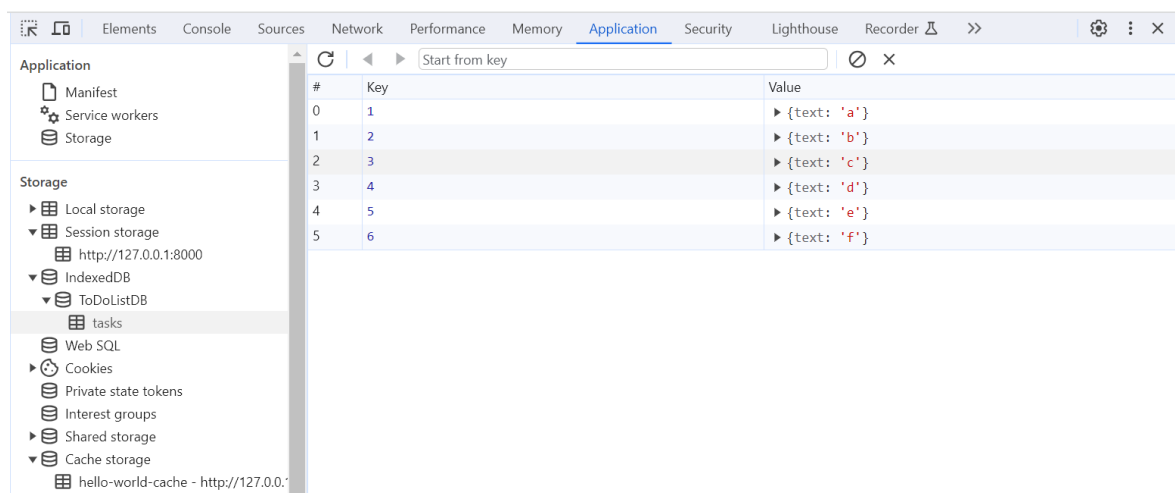 Elements Console Sources Network Performance Memory Application Security Lighthouse Recorder
Application
Manifest
Service workers
Storage
Storage
Local storage
Session storage
http://127.0.0.1:8000
IndexedDB
ToDoListDB
tasks
Web SQL
Cookies
Private state tokens
Interest groups
Shared storage
Cache storage
hello-world-cache - http://127.0.0.1
Start from key
# Key Value
0 1 {text: 'a'}
1 2 {text: 'b'}
2 3 {text: 'c'}
3 4 {text: 'd'}
4 5 {text: 'e'}
5 6 {text: 'f'}